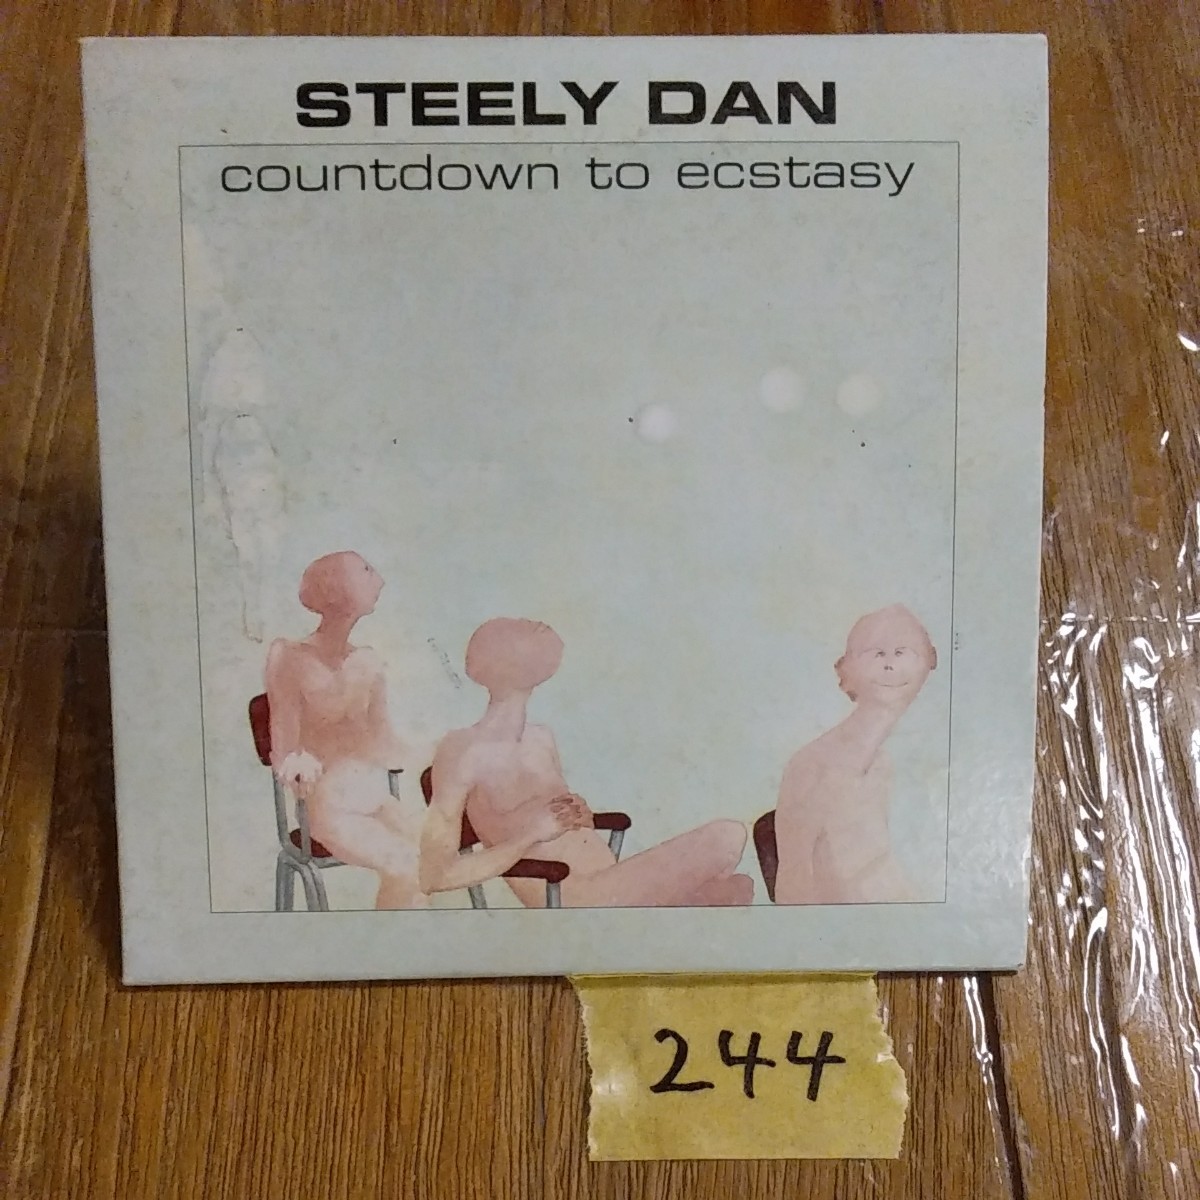 STEELY DAN
countdown to ecstasy
244